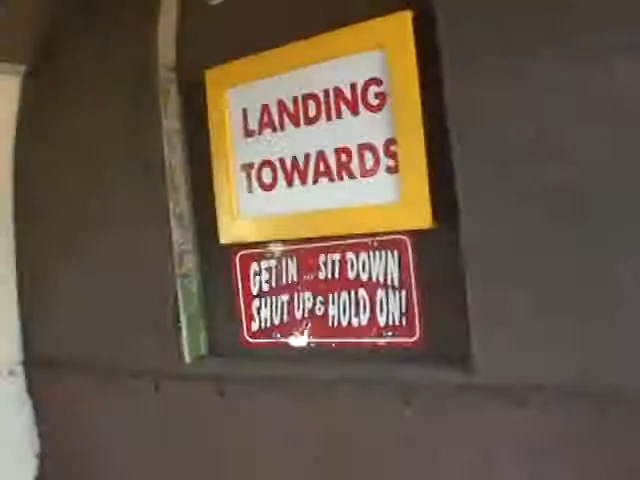 LANDING
TOWARDS
GET IN ... SIT DOWN
SHUT UP & HOLD ON!